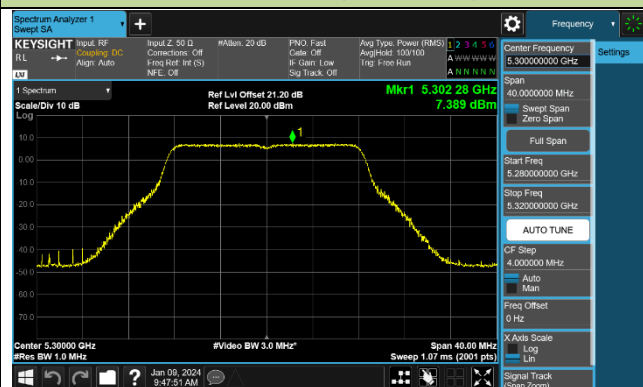 Spectrum Analyzer 1
Swept SA
Frequency
KEYSIGHT
RL
LXI
Input: RF
Coupling: DC
Align: Auto
Input Z: 50 Ω
Corrections: Off
Freq Ref: Int (S)
NFE: Off
#Atten: 20 dB
PNO: Fast
Gate: Off
IF Gain: Low
Sig Track: Off
Avg Type: Power (RMS)
Avg|Hold: 100/100
Trig: Free Run
1 2 3 4 5 6
A W W W W W
A N N N N N
1 Spectrum
Scale/Div 10 dB
Log
Ref Lvl Offset 21.20 dB
Ref Level 20.00 dBm
Mkr1 5.302 28 GHz
7.389 dBm
1
10.0
0.00
-10.0
-20.0
-30.0
-40.0
-50.0
-60.0
-70.0
Center 5.30000 GHz
#Res BW 1.0 MHz
#Video BW 3.0 MHz*
Span 40.00 MHz
Sweep 1.07 ms (2001 pts)
Jan 09, 2024
9:47:51 AM
Center Frequency
5.300000000 GHz
Settings
Span
40.0000000 MHz
Swept Span
Zero Span
Full Span
Start Freq
5.280000000 GHz
Stop Freq
5.320000000 GHz
AUTO TUNE
CF Step
4.000000 MHz
Auto
Man
Freq Offset
0 Hz
X Axis Scale
Log
Lin
Signal Track
(Span Zoom)